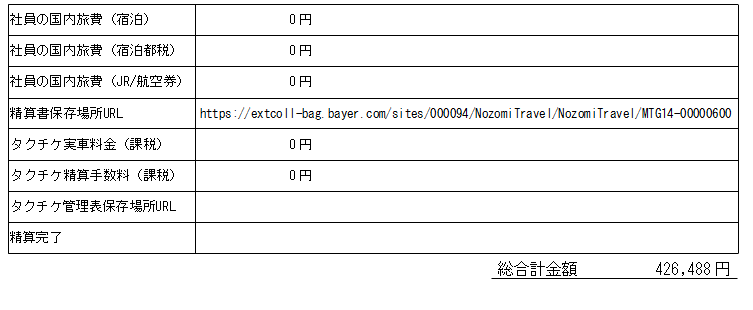 社員の国内旅費（宿泊） 0円
社員の国内旅費（宿泊都税） 0円
社員の国内旅費（JR/航空券） 0円
精算書保存場所URL https://extcoll-bag.bayer.com/sites/000094/NozomiTravel/NozomiTravel/MTG14-00000600
タクチケ実車料金（課税） 0円
タクチケ精算手数料（課税） 0円
タクチケ管理表保存場所URL
精算完了
総合計金額 426,488円